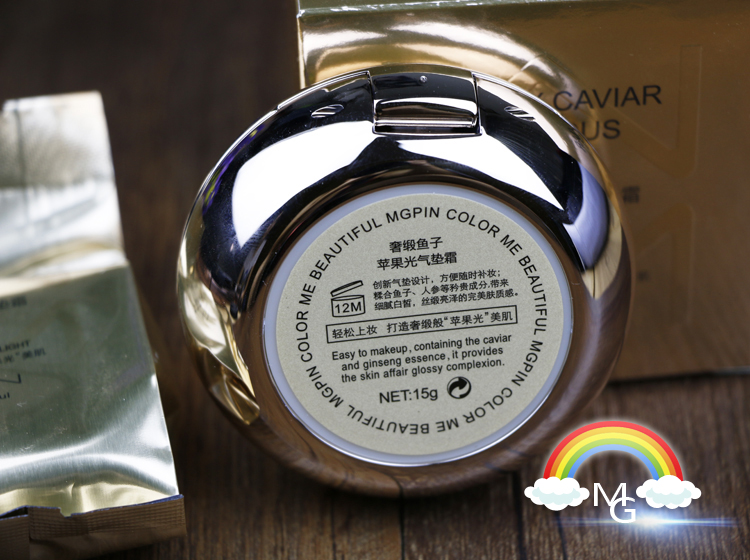 CAVIAR
US
COLOR ME BEAUTIFUL MGPIN COLOR ME BEAUTIFUL MGPIN COLOR ME BEAUTIFUL MGPIN
奢缎鱼子
苹果光气垫霜
创新气垫设计，方便随时补妆；
糅合鱼子、人参等矜贵成分，带来
细腻白皙，丝缎亮泽的完美肤质感。
12M
轻松上妆 打造奢缎般“苹果光”美肌
Easy to makeup, containing the caviar
and ginseng essence, it provides
the skin affair glossy complexion.
NET:15g
MG